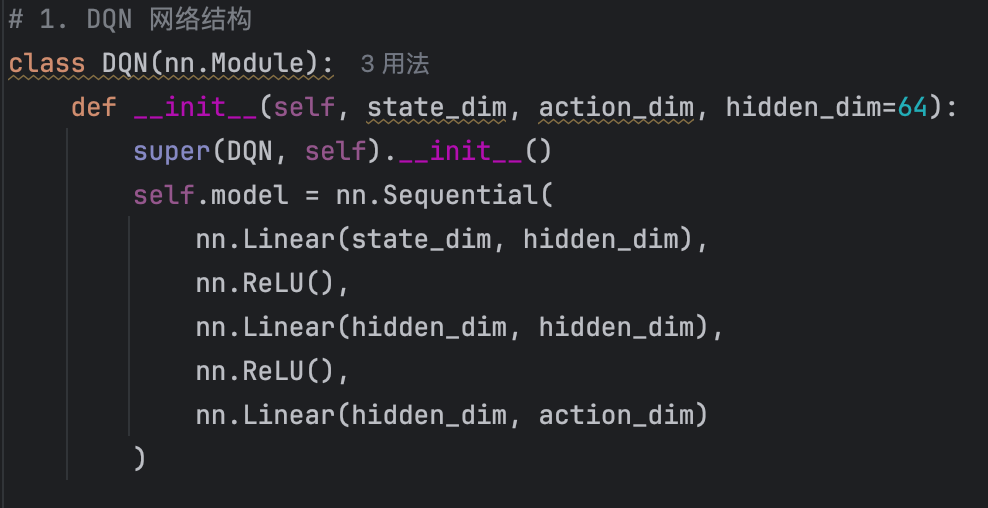 # 1. DQN 网络结构
class DQN(nn.Module): 3 用法
    def __init__(self, state_dim, action_dim, hidden_dim=64):
        super(DQN, self).__init__()
        self.model = nn.Sequential(
            nn.Linear(state_dim, hidden_dim),
            nn.ReLU(),
            nn.Linear(hidden_dim, hidden_dim),
            nn.ReLU(),
            nn.Linear(hidden_dim, action_dim)
        )